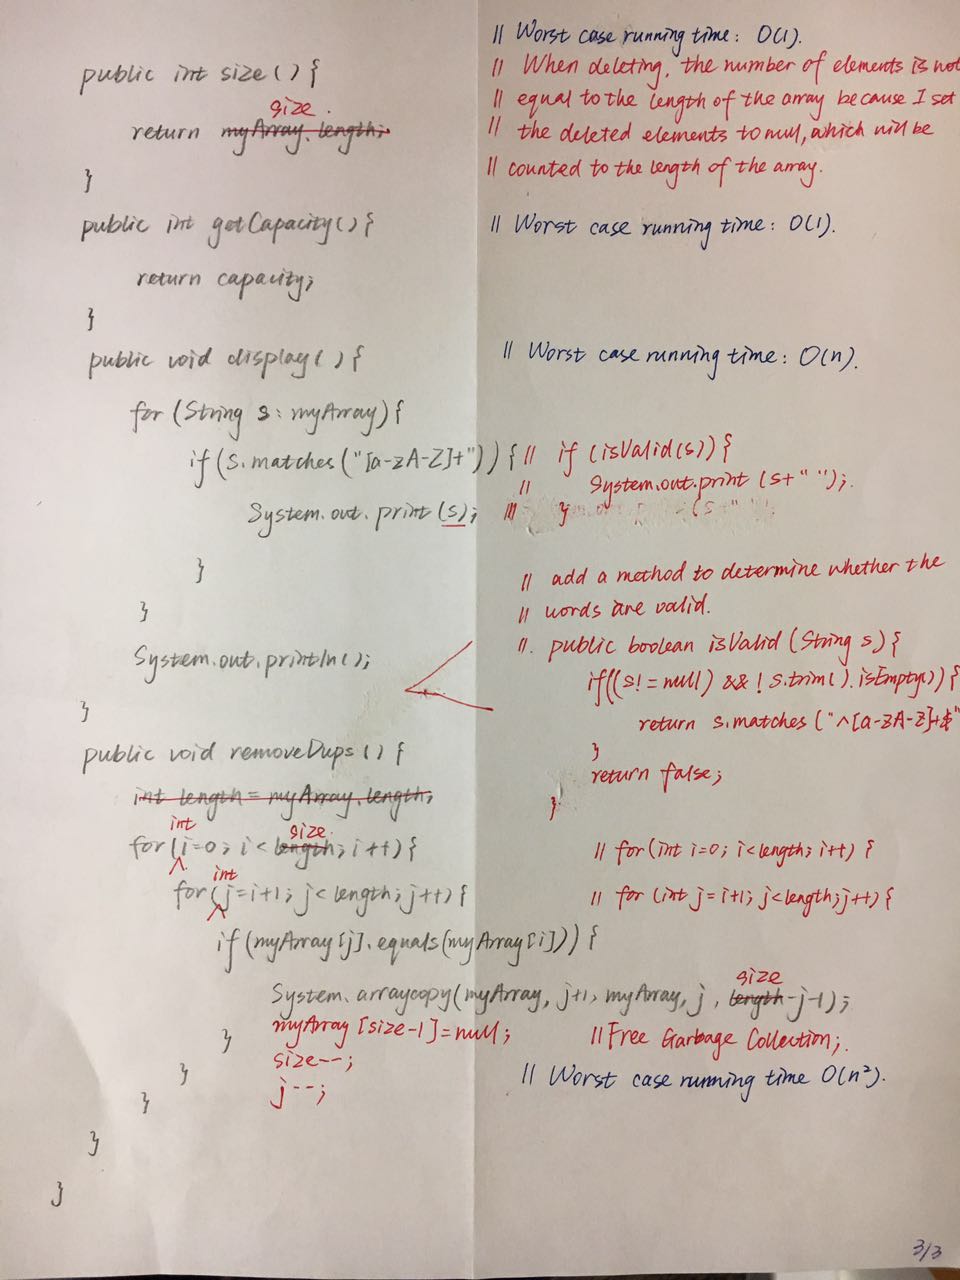 // Worst case running time: O(1).
public int size() {
// When deleting, the number of elements is not
size.
// equal to the length of the array because I set
return myArray.length;
// the deleted elements to null, which will be
// counted to the length of the array.
}
public int getCapacity() {
// Worst case running time: O(1).
return capacity;
}
public void display() {
// Worst case running time: O(n).
for (String s : myArray) {
if (s.matches("[a-zA-Z]+")) { // if (isValid(s)) {
// System.out.print (s+" ");
System.out.print(s); // }
}
// add a method to determine whether the
// words are valid.
}
System.out.println();
//. public boolean isValid (String s) {
if((s!=null) && !s.trim().isEmpty()) {
}
return s.matches("^[a-zA-Z]+$"
public void removeDups() {
}
return false;
int length = myArray.length;
}
int
size.
for(i=0; i<length; i++) {
// for(int i=0; i<length; i++) {
int
for(j=i+1; j<length; j++) {
// for (int j=i+1; j<length; j++) {
if (myArray[j].equals(myArray[i])) {
size
System.arraycopy(myArray, j+1, myArray, j, length-j-1);
myArray[size-1]=null;
// Free Garbage Collection;.
}
size--;
}
// Worst case running time O(n²).
j--;
}
}
}
3/3